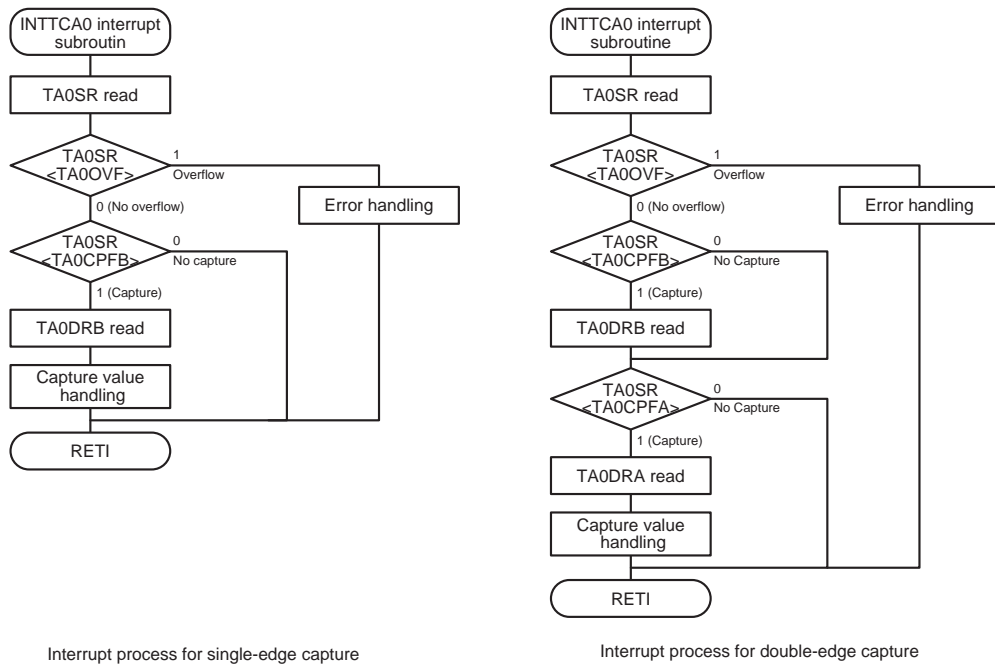 INTTCA0 interrupt
subroutin
TA0SR read
TA0SR
<TA0OVF>
1
Overflow
0 (No overflow)
Error handling
TA0SR
<TA0CPFB>
0
No capture
1 (Capture)
TA0DRB read
Capture value
handling
RETI
Interrupt process for single-edge capture
INTTCA0 interrupt
subroutine
TA0SR read
TA0SR
<TA0OVF>
1
Overflow
0 (No overflow)
Error handling
TA0SR
<TA0CPFB>
0
No Capture
1 (Capture)
TA0DRB read
TA0SR
<TA0CPFA>
0
No Capture
1 (Capture)
TA0DRA read
Capture value
handling
RETI
Interrupt process for double-edge capture